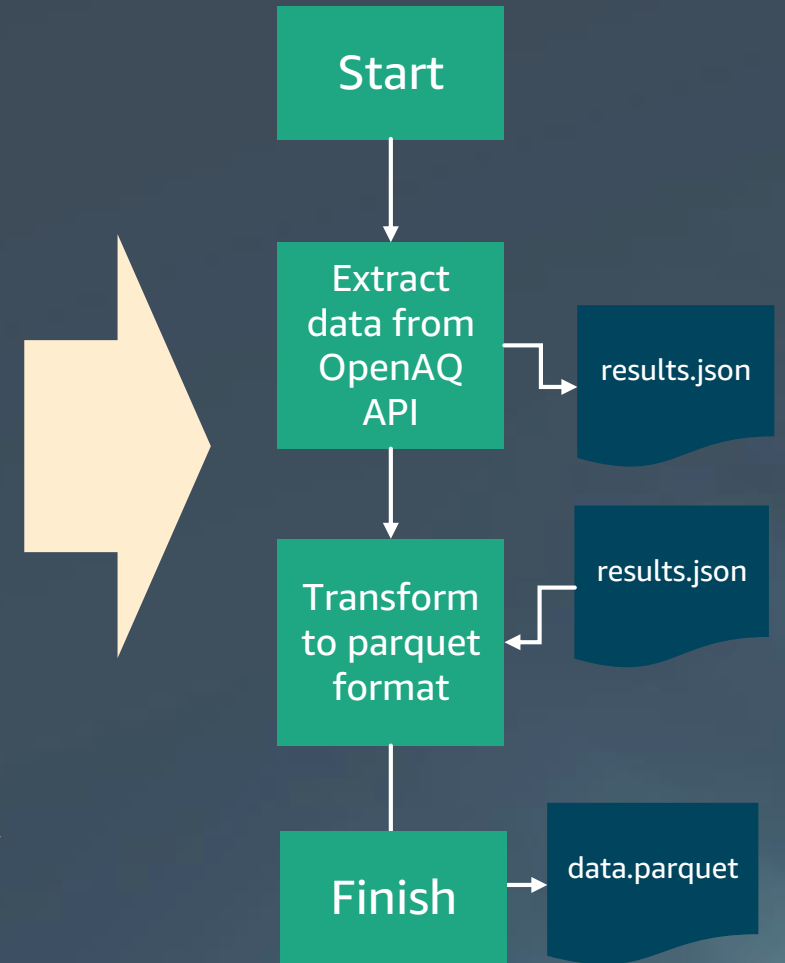 Start
Extract
data from
OpenAQ
API
results.json
results.json
Transform
to parquet
format
data.parquet
Finish